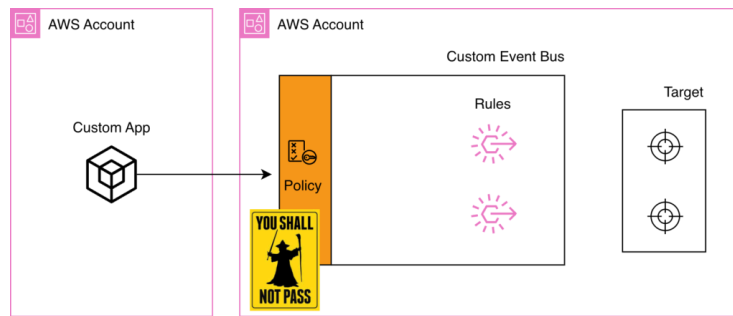 AWS Account
AWS Account
Custom Event Bus
Rules
Target
Custom App
Policy
YOU SHALL
NOT PASS